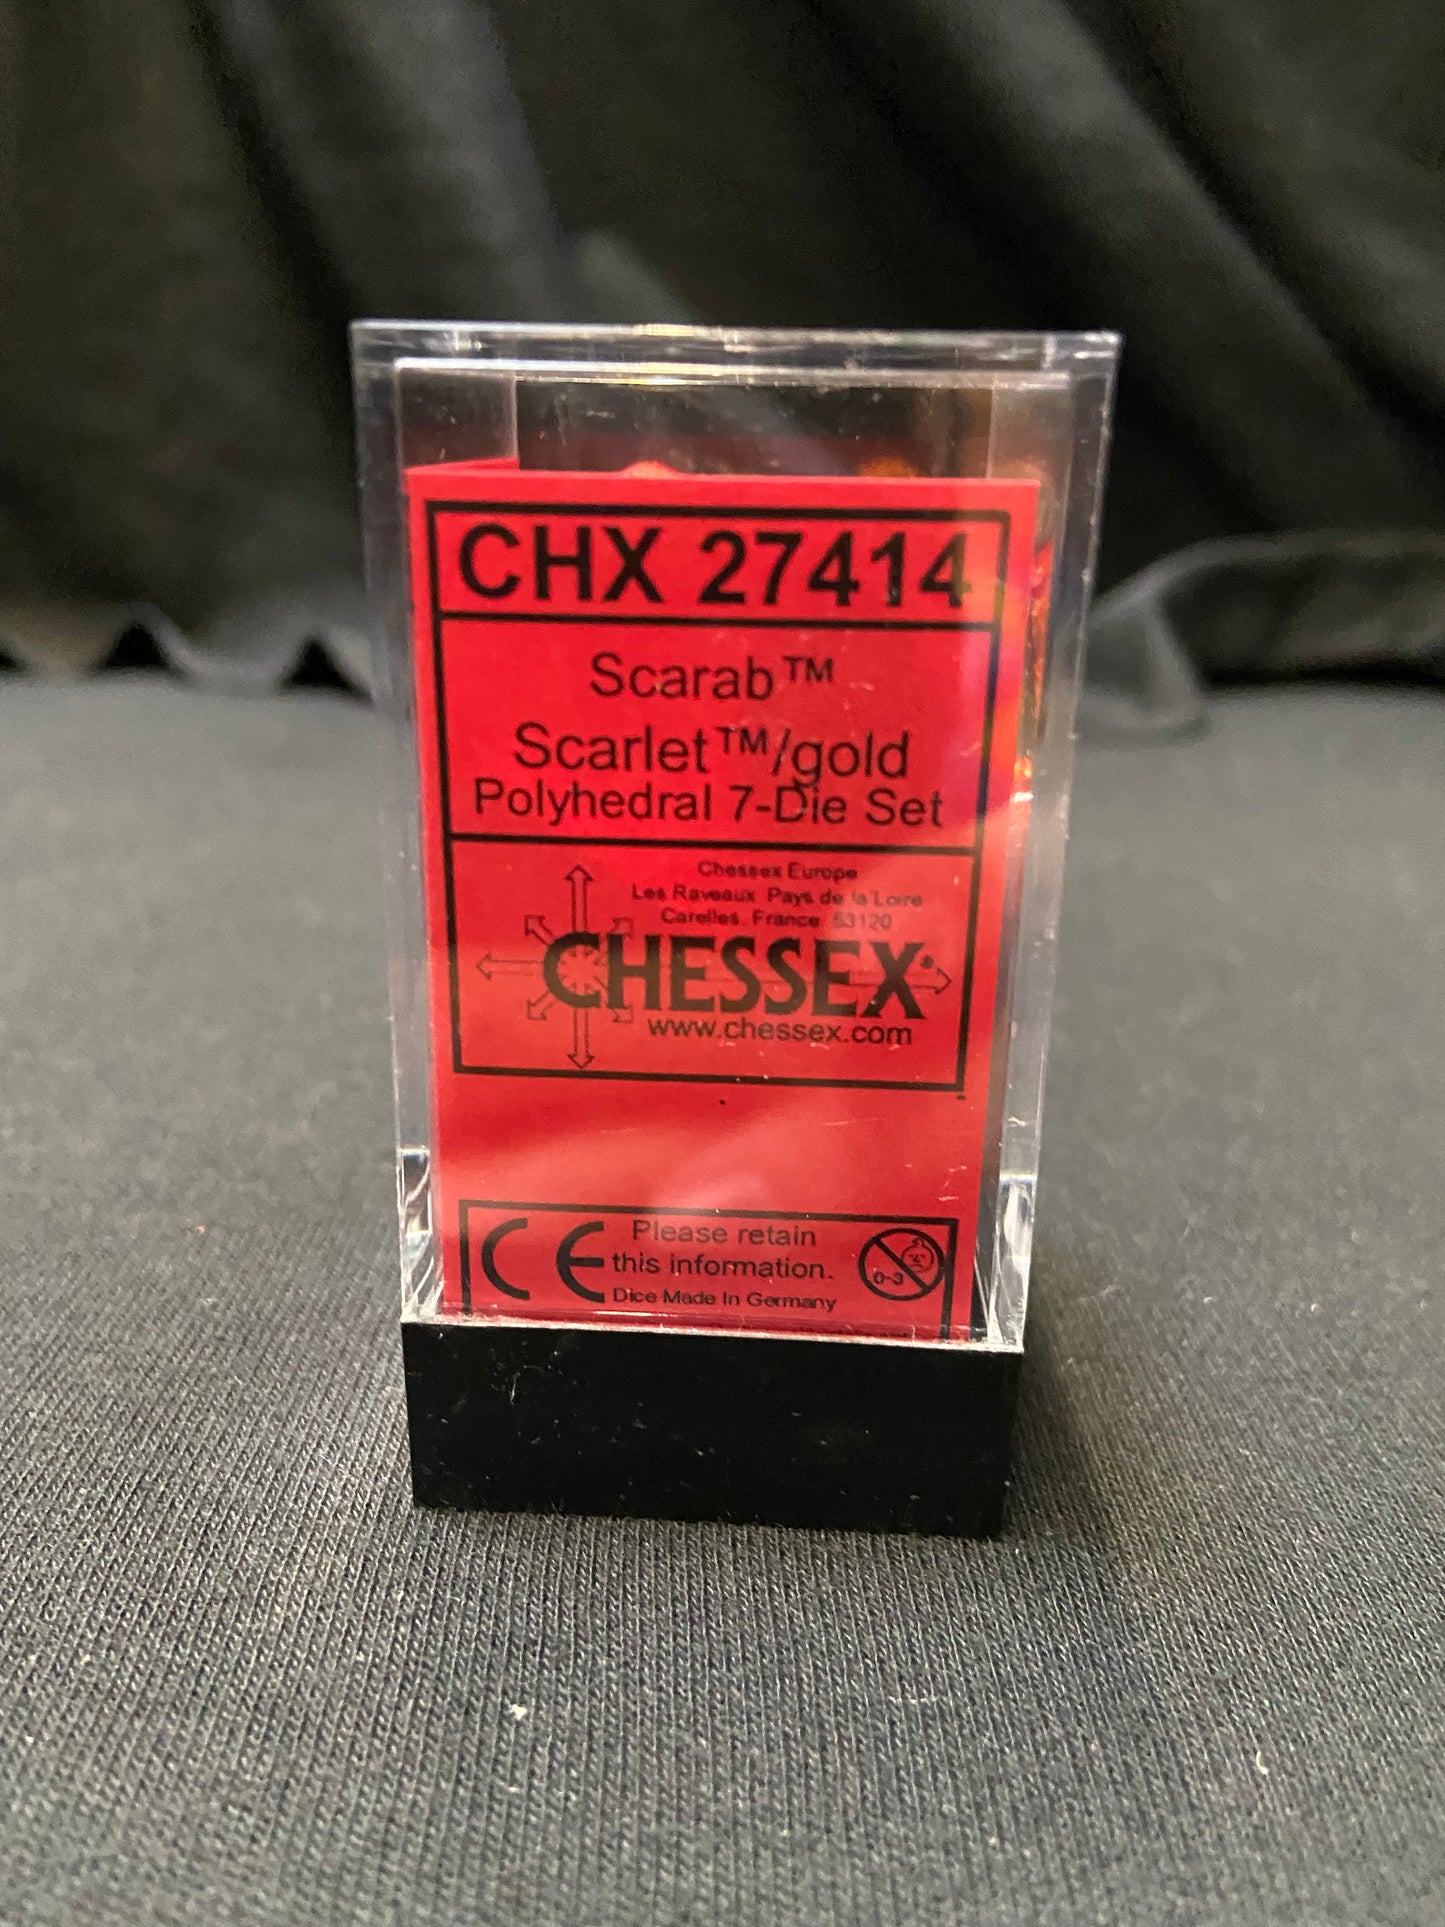 CHX 27414
Scarab™
Scarlet™/gold
Polyhedral 7-Die Set
Chessex Europe
Les Raveaux Pays de la Loire
Carelles, France 53120
CHESSEX®
www.chessex.com
CE
Please retain
this information.
0-3
Dice Made In Germany